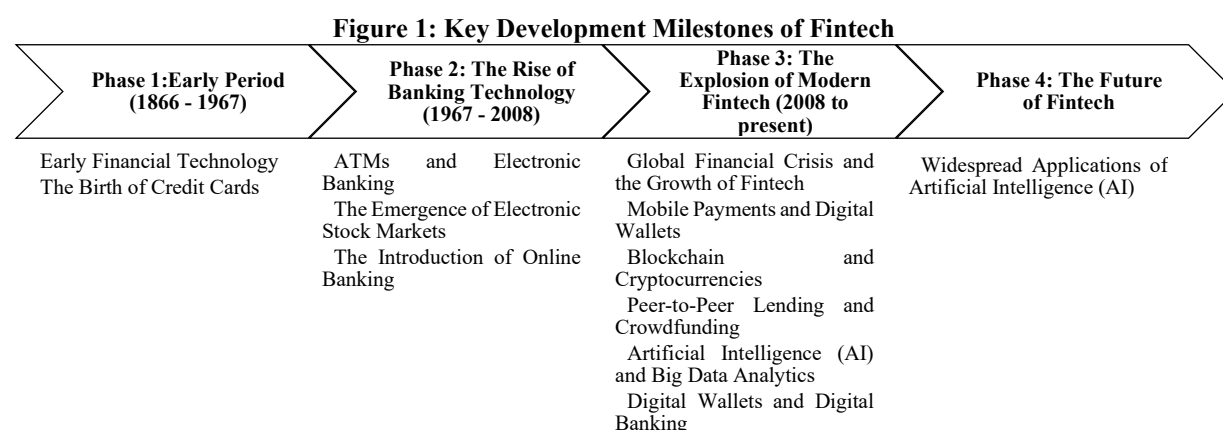 Figure 1: Key Development Milestones of Fintech
Phase 1:Early Period
(1866 - 1967)
Phase 2: The Rise of
Banking Technology
(1967 - 2008)
Phase 3: The
Explosion of Modern
Fintech (2008 to
present)
Phase 4: The Future
of Fintech
Early Financial Technology
The Birth of Credit Cards
ATMs and Electronic
Banking
The Emergence of Electronic
Stock Markets
The Introduction of Online
Banking
Global Financial Crisis and
the Growth of Fintech
Mobile Payments and Digital
Wallets
Blockchain and
Cryptocurrencies
Peer-to-Peer Lending and
Crowdfunding
Artificial Intelligence (AI)
and Big Data Analytics
Digital Wallets and Digital
Banking
Widespread Applications of
Artificial Intelligence (AI)